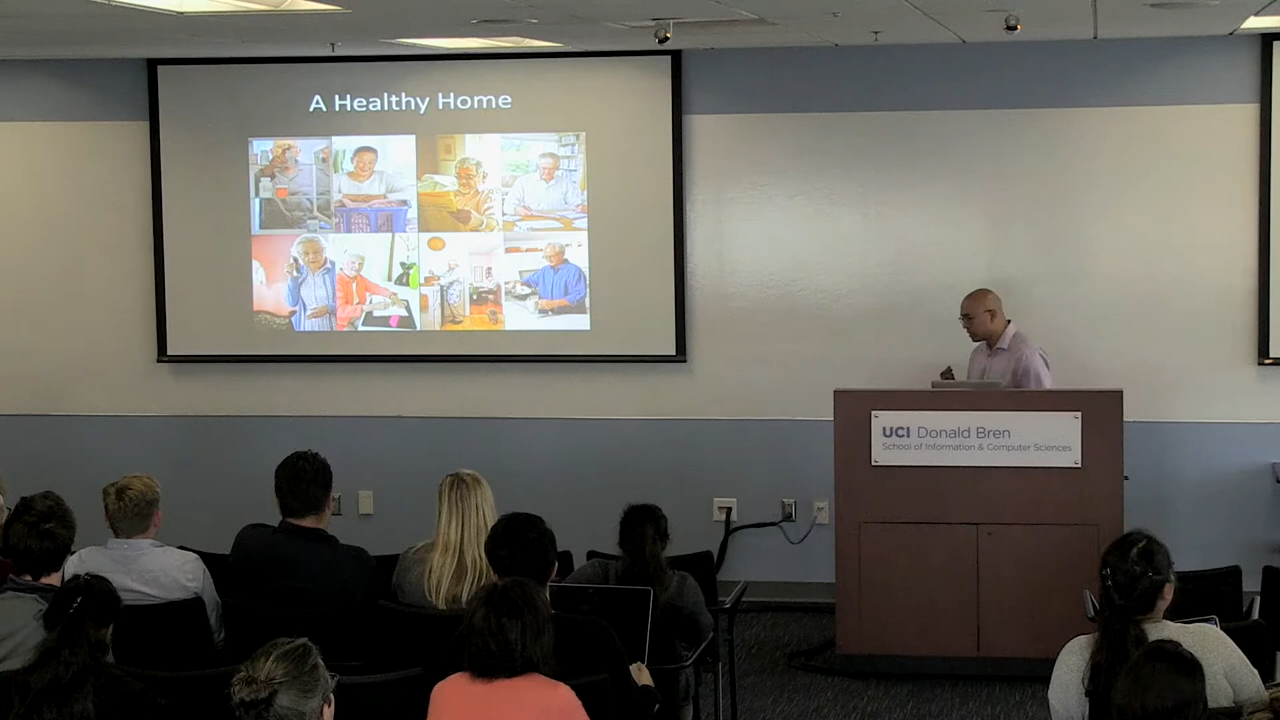 A Healthy Home
UCI Donald Bren
School of Information & Computer Sciences